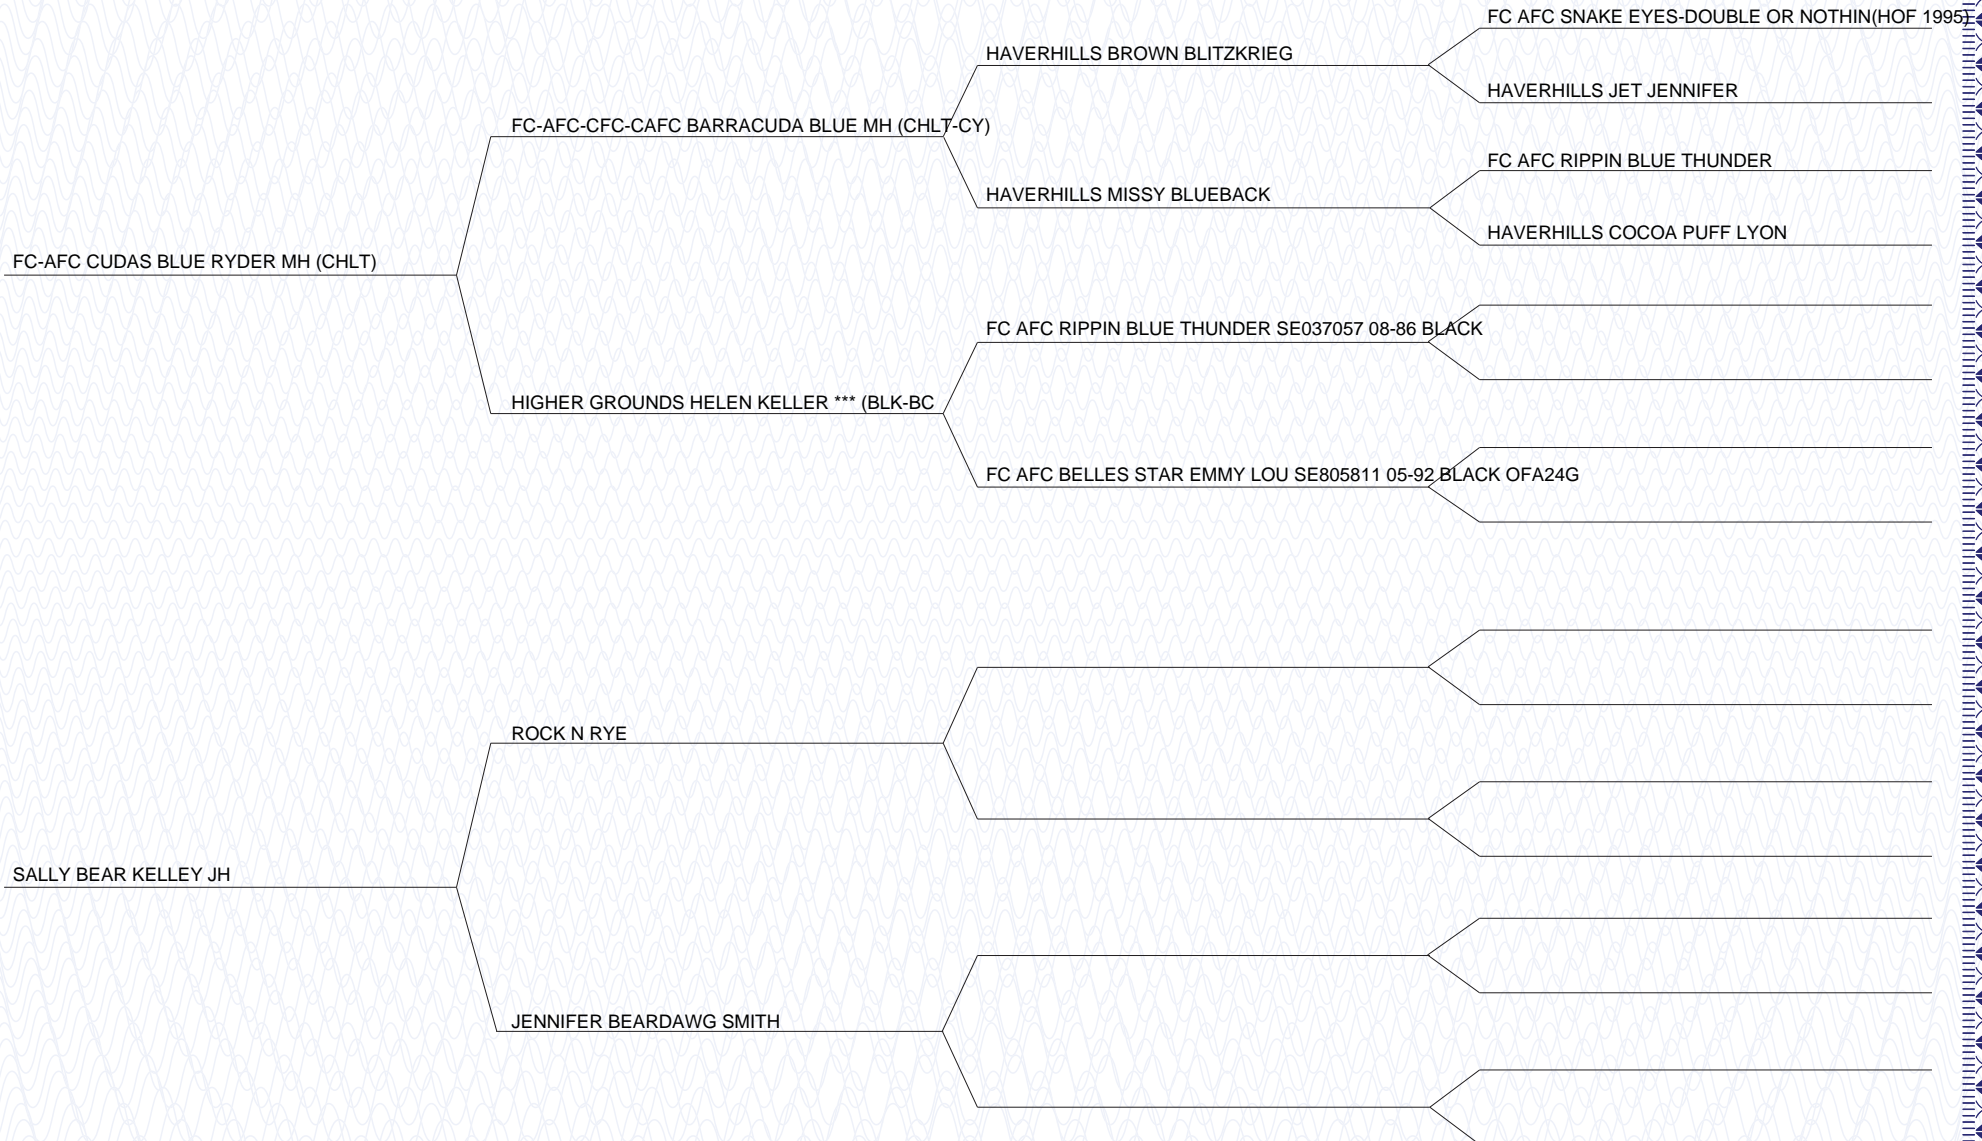 FC AFC SNAKE EYES-DOUBLE OR NOTHIN(HOF 1995)
HAVERHILLS BROWN BLITZKRIEG
HAVERHILLS JET JENNIFER
FC-AFC-CFC-CAFC BARRACUDA BLUE MH (CHLT-CY)
FC AFC RIPPIN BLUE THUNDER
HAVERHILLS MISSY BLUEBACK
HAVERHILLS COCOA PUFF LYON
FC-AFC CUDAS BLUE RYDER MH (CHLT)
FC AFC RIPPIN BLUE THUNDER SE037057 08-86 BLACK
HIGHER GROUNDS HELEN KELLER *** (BLK-BC
FC AFC BELLES STAR EMMY LOU SE805811 05-92 BLACK OFA24G
ROCK N RYE
SALLY BEAR KELLEY JH
JENNIFER BEARDAWG SMITH